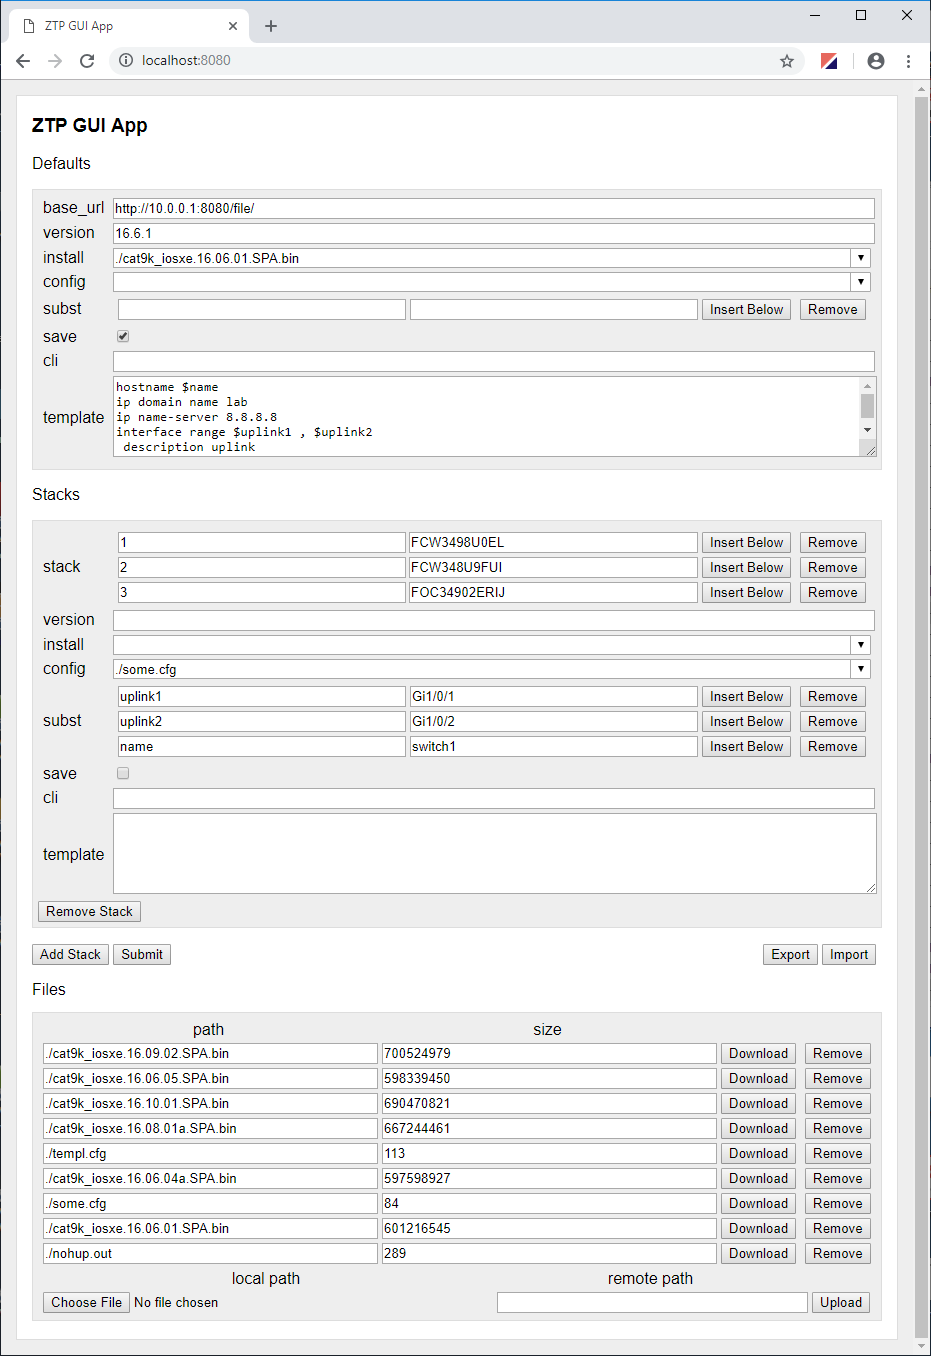 ZTP GUI App
localhost:8080
ZTP GUI App
Defaults
base_url http://10.0.0.1:8080/file/
version 16.6.1
install ./cat9k_iosxe.16.06.01.SPA.bin
config
subst Insert Below Remove
save
cli
template
hostname $name
ip domain name lab
ip name-server 8.8.8.8
interface range $uplink1 , $uplink2
description uplink
Stacks
stack
1 FCW3498U0EL Insert Below Remove
2 FCW348U9FUI Insert Below Remove
3 FOC34902ERIJ Insert Below Remove
version
install
config ./some.cfg
subst
uplink1 Gi1/0/1 Insert Below Remove
uplink2 Gi1/0/2 Insert Below Remove
name switch1 Insert Below Remove
save
cli
template
Remove Stack
Add Stack Submit Export Import
Files
path size
./cat9k_iosxe.16.09.02.SPA.bin 700524979 Download Remove
./cat9k_iosxe.16.06.05.SPA.bin 598339450 Download Remove
./cat9k_iosxe.16.10.01.SPA.bin 690470821 Download Remove
./cat9k_iosxe.16.08.01a.SPA.bin 667244461 Download Remove
./templ.cfg 113 Download Remove
./cat9k_iosxe.16.06.04a.SPA.bin 597598927 Download Remove
./some.cfg 84 Download Remove
./cat9k_iosxe.16.06.01.SPA.bin 601216545 Download Remove
./nohup.out 289 Download Remove
local path remote path
Choose File No file chosen Upload